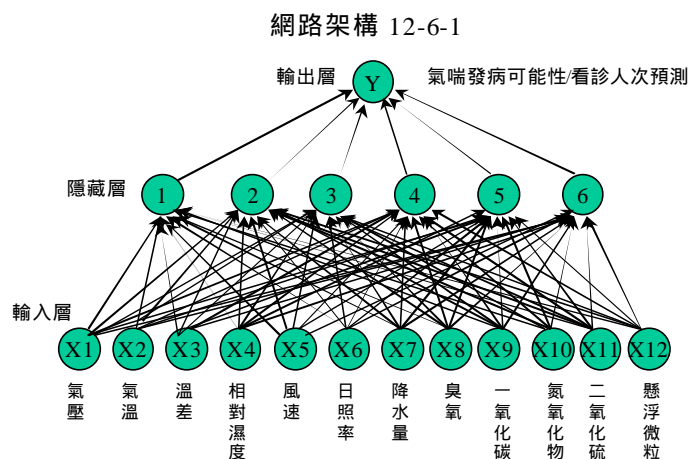 網路架構 12-6-1
輸出層
Y
氣喘發病可能性/看診人次預測
隱藏層
1
2
3
4
5
6
輸入層
X1
X2
X3
X4
X5
X6
X7
X8
X9
X10
X11
X12
氣壓
氣溫
溫差
相對濕度
風速
日照率
降水量
臭氧
一氧化碳
氮氧化物
二氧化硫
懸浮微粒